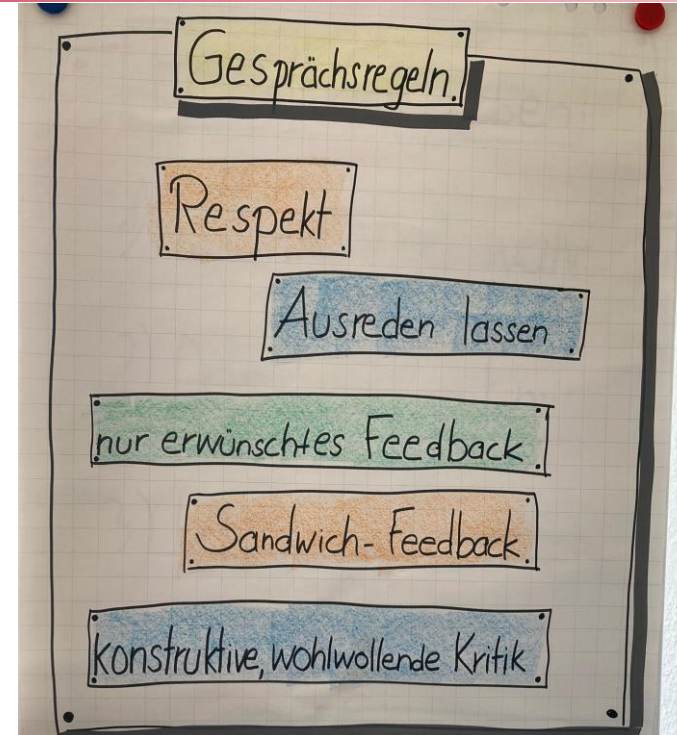 Gesprächsregeln
Respekt
Ausreden lassen
nur erwünschtes Feedback
Sandwich-Feedback
konstruktive, wohlwollende Kritik